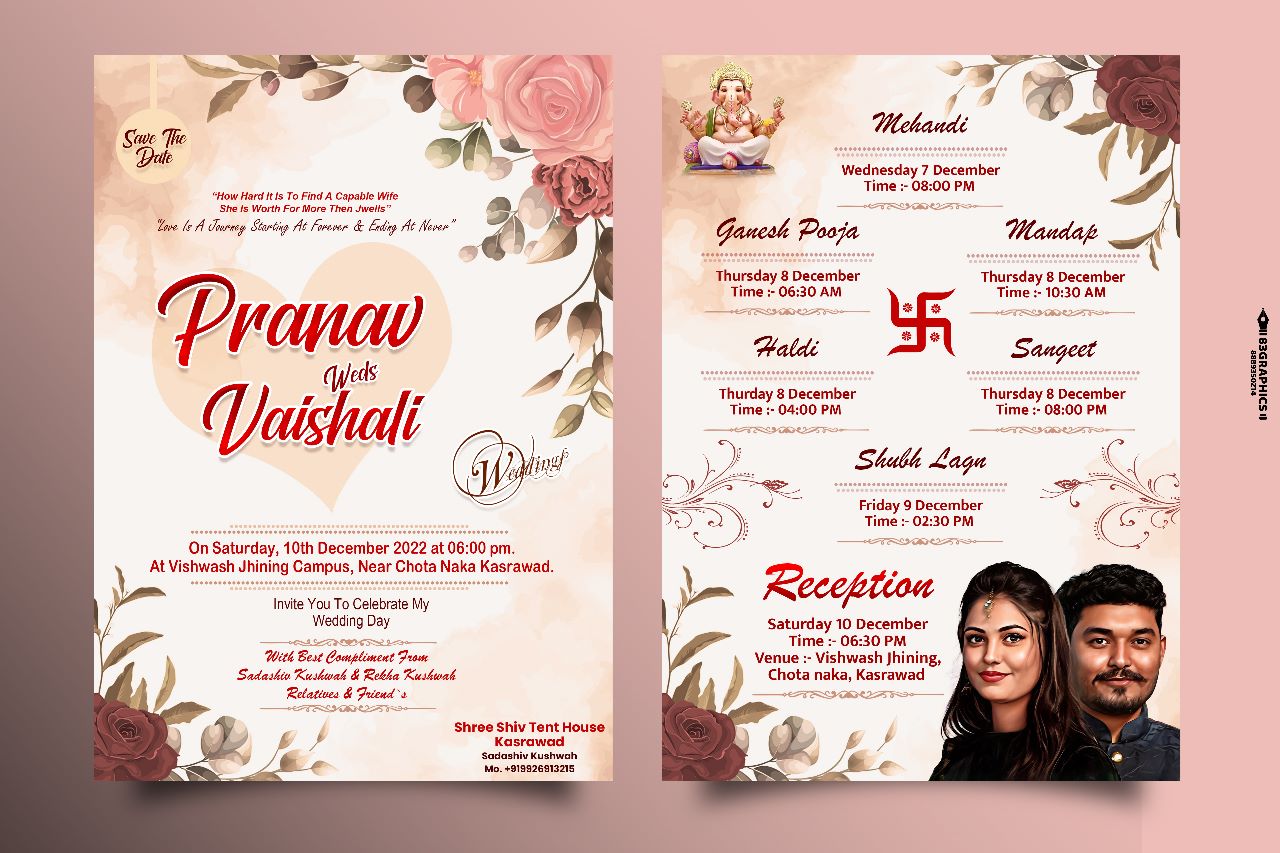 Save The
Date
“How Hard It Is To Find A Capable Wife
She Is Worth For More Then Jwells”
“Love Is A Journey Starting At Forever & Ending At Never”
Pranav
Weds
Vaishali
Weddings
On Saturday, 10th December 2022 at 06:00 pm.
At Vishwash Jhining Campus, Near Chota Naka Kasrawad.
Invite You To Celebrate My
Wedding Day
With Best Compliment From
Sadashiv Kushwah & Rekha Kushwah
Relatives & Friend`s
Shree Shiv Tent House
Kasrawad
Sadashiv Kushwah
Mo. +919926913215
Mehandi
Wednesday 7 December
Time :- 08:00 PM
Ganesh Pooja
Thursday 8 December
Time :- 06:30 AM
Mandap
Thursday 8 December
Time :- 10:30 AM
Haldi
Thurday 8 December
Time :- 04:00 PM
Sangeet
Thursday 8 December
Time :- 08:00 PM
Shubh Lagn
Friday 9 December
Time :- 02:30 PM
Reception
Saturday 10 December
Time :- 06:30 PM
Venue :- Vishwash Jhining,
Chota naka, Kasrawad
83GRAPHICS
8889350214